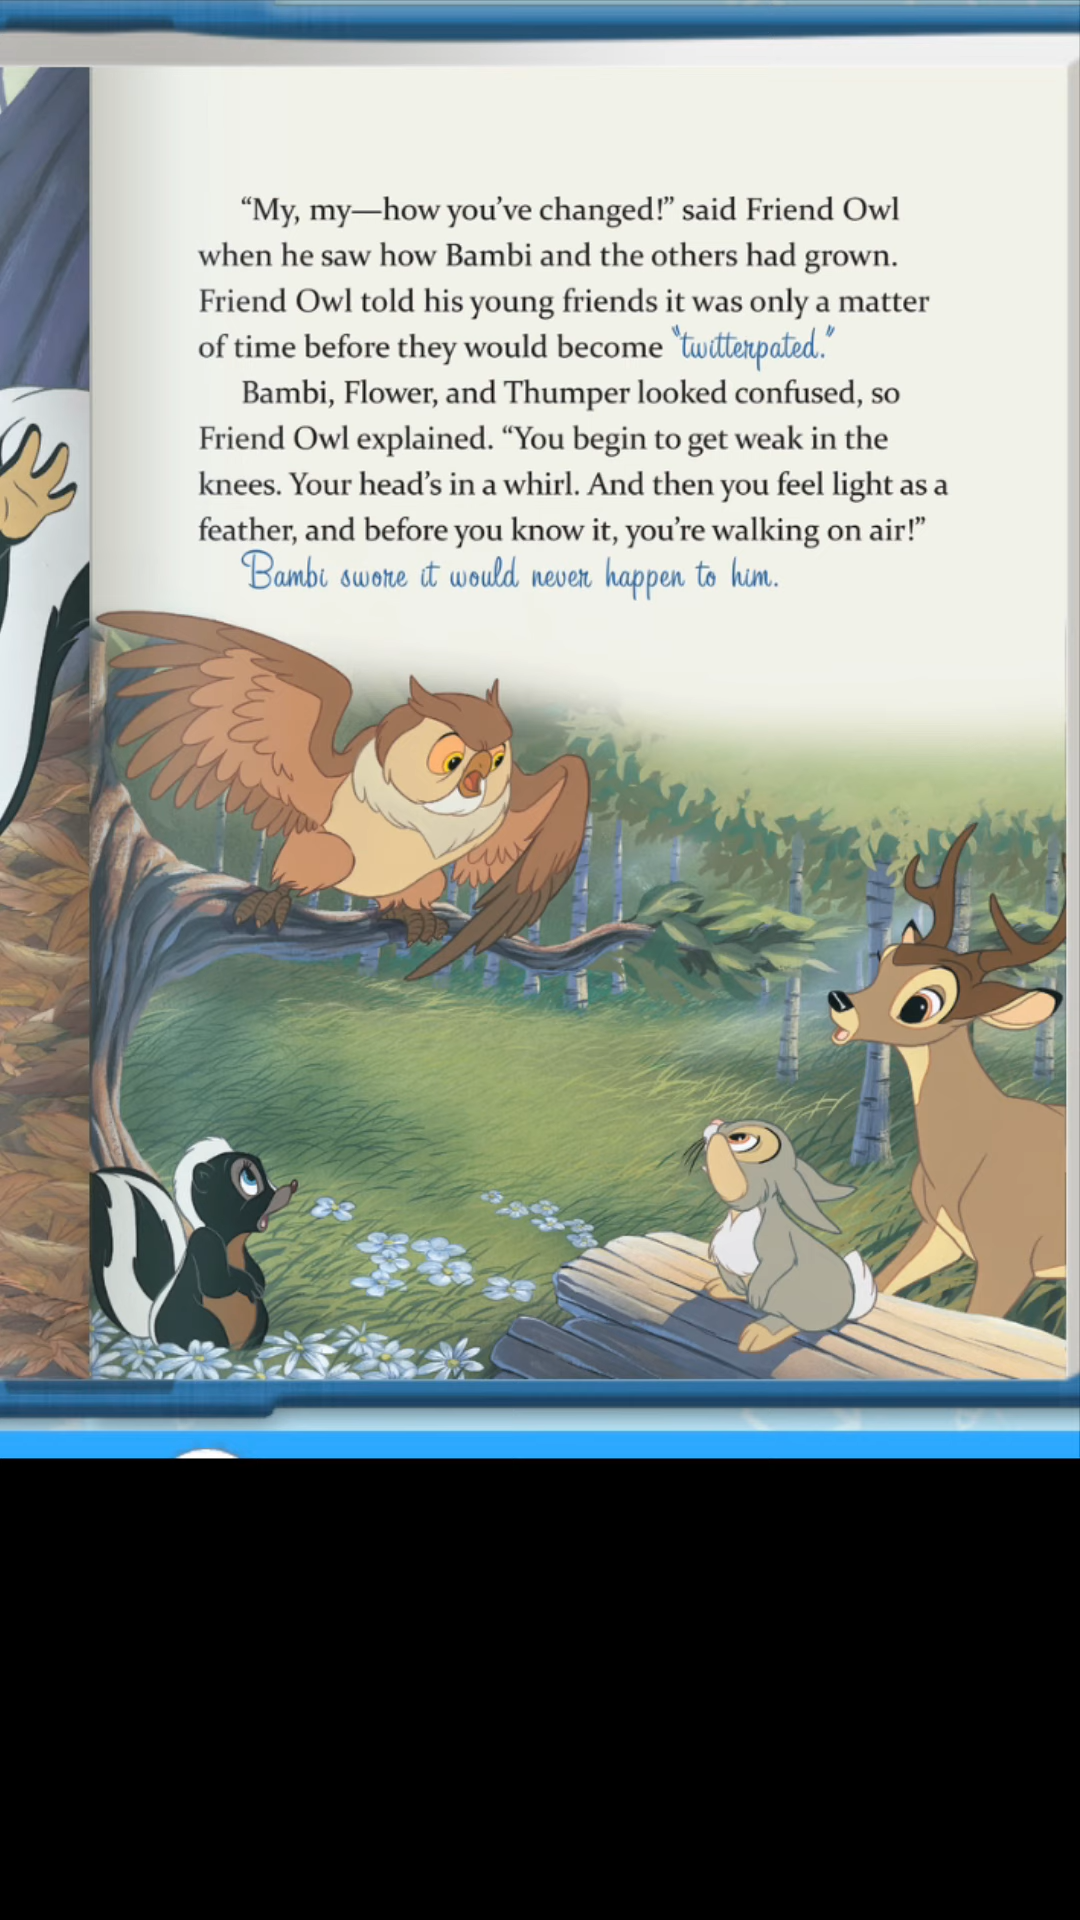 “My, my—how you’ve changed!” said Friend Owl
when he saw how Bambi and the others had grown.
Friend Owl told his young friends it was only a matter
of time before they would become “twitterpated.”
Bambi, Flower, and Thumper looked confused, so
Friend Owl explained. “You begin to get weak in the
knees. Your head’s in a whirl. And then you feel light as a
feather, and before you know it, you’re walking on air!”
Bambi swore it would never happen to him.